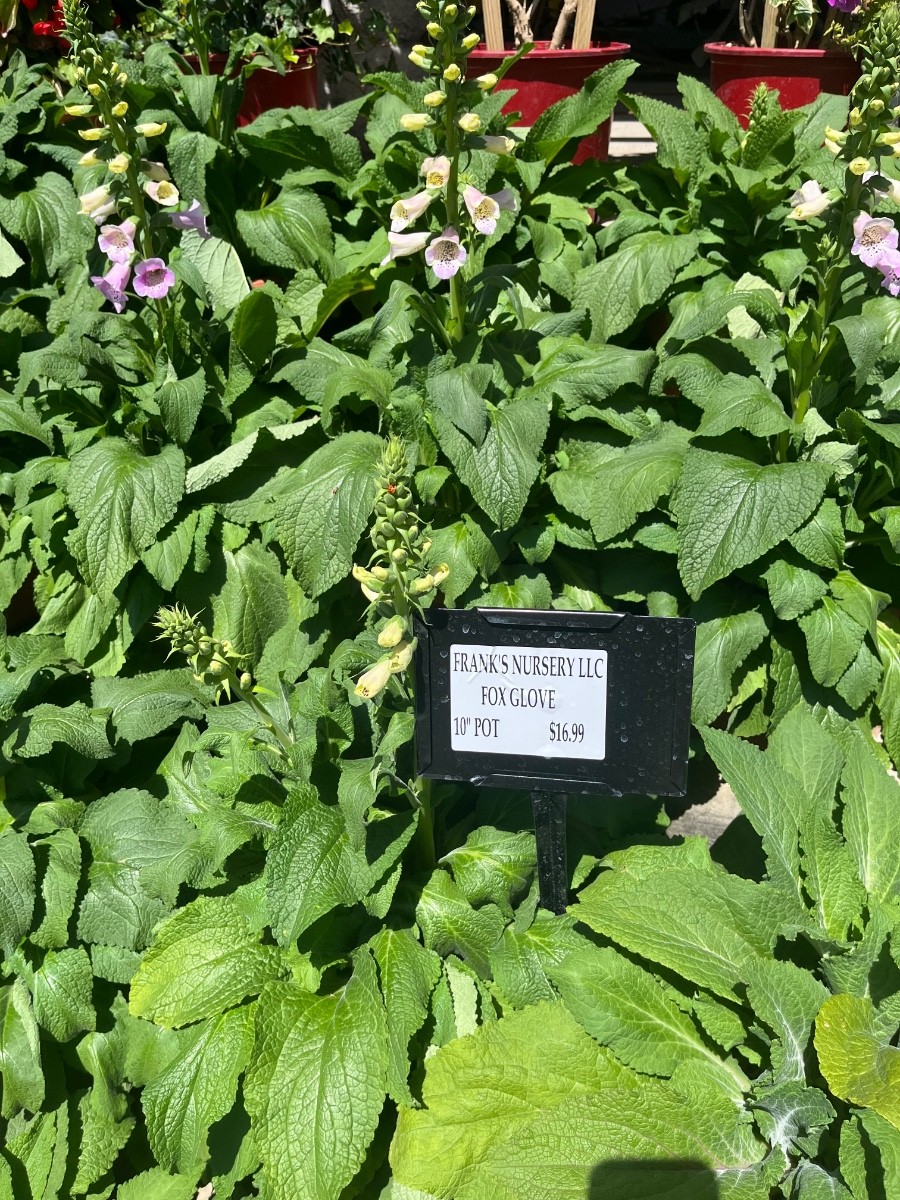 FRANK'S NURSERY LLC
FOX GLOVE
10" POT $16.99